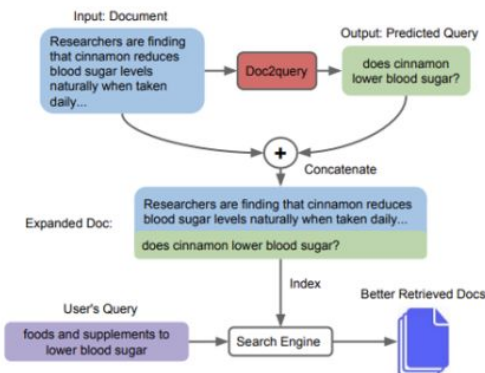 Input: Document
Output: Predicted Query
Researchers are finding
that cinnamon reduces
blood sugar levels
naturally when taken
daily...
Doc2query
does cinnamon
lower blood sugar?
+
Concatenate
Expanded Doc:
Researchers are finding that cinnamon reduces
blood sugar levels naturally when taken daily...
does cinnamon lower blood sugar?
Index
User's Query
Better Retrieved Docs
foods and supplements to
lower blood sugar
Search Engine